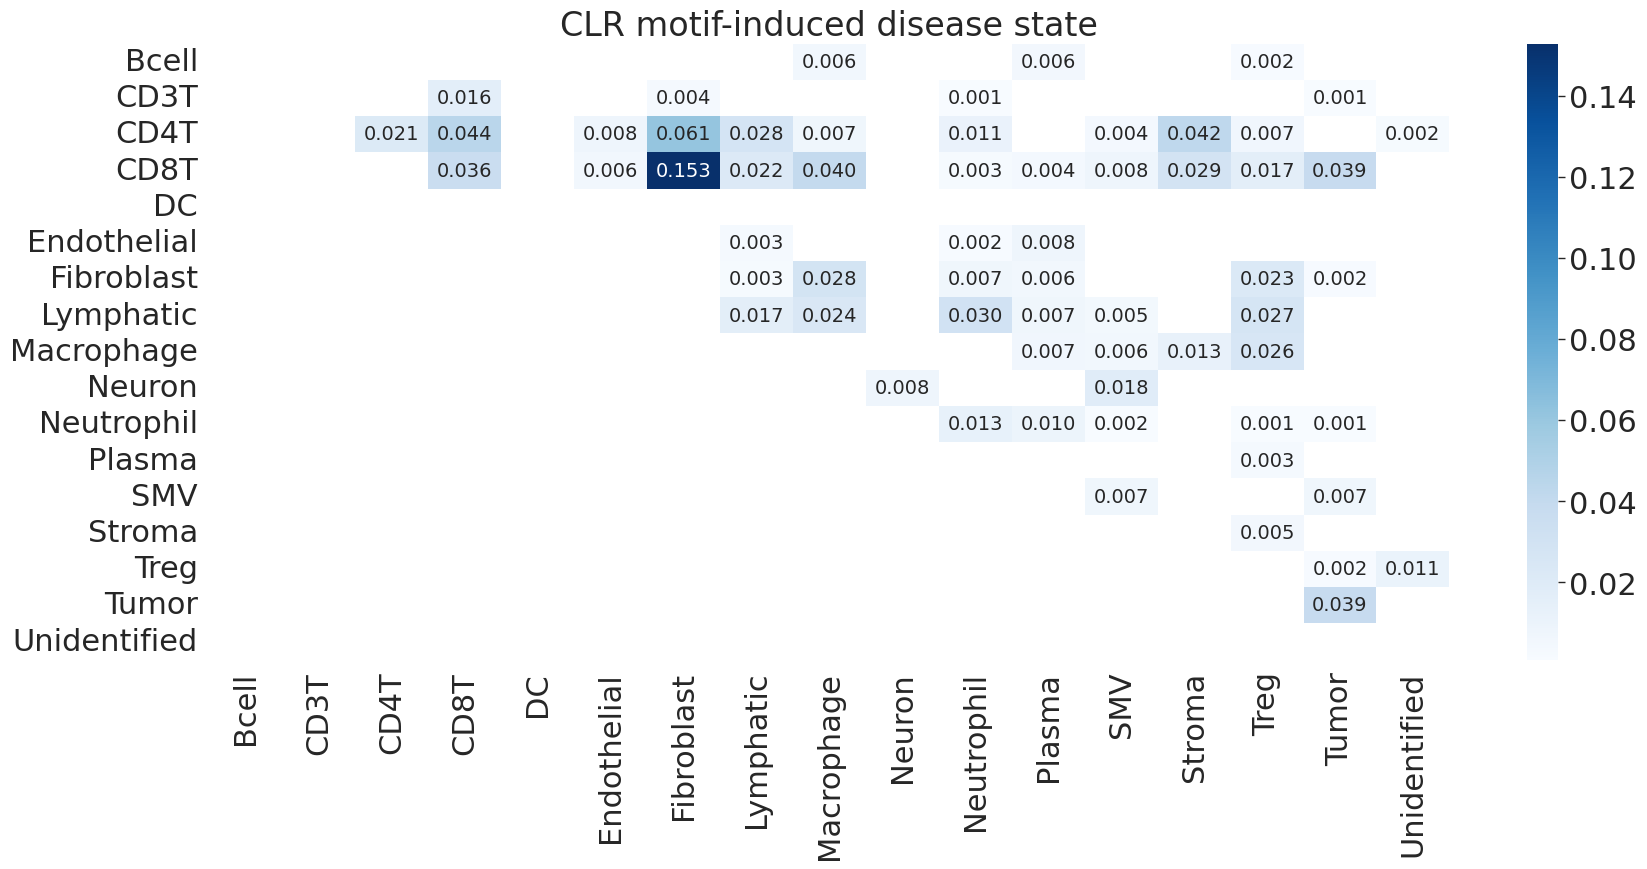 CLR motif-induced disease state
Bcell 0.006 0.006 0.002
CD3T 0.016 0.004 0.001 0.001 0.14
CD4T 0.021 0.044 0.008 0.061 0.028 0.007 0.011 0.004 0.042 0.007 0.002
CD8T 0.036 0.006 0.153 0.022 0.040 0.003 0.004 0.008 0.029 0.017 0.039 0.12
DC
Endothelial 0.003 0.002 0.008
0.10
Fibroblast 0.003 0.028 0.007 0.006 0.023 0.002
Lymphatic 0.017 0.024 0.030 0.007 0.005 0.027
0.08
Macrophage 0.007 0.006 0.013 0.026
Neuron 0.008 0.018
Neutrophil 0.013 0.010 0.002 0.001 0.001 0.06
Plasma 0.003
SMV 0.007 0.007 0.04
Stroma 0.005
Treg 0.002 0.011
0.02
Tumor 0.039
Unidentified
Bcell
CD3T
CD4T
CD8T
DC
Endothelial
Fibroblast
Lymphatic
Macrophage
Neuron
Neutrophil
Plasma
SMV
Stroma
Treg
Tumor
Unidentified